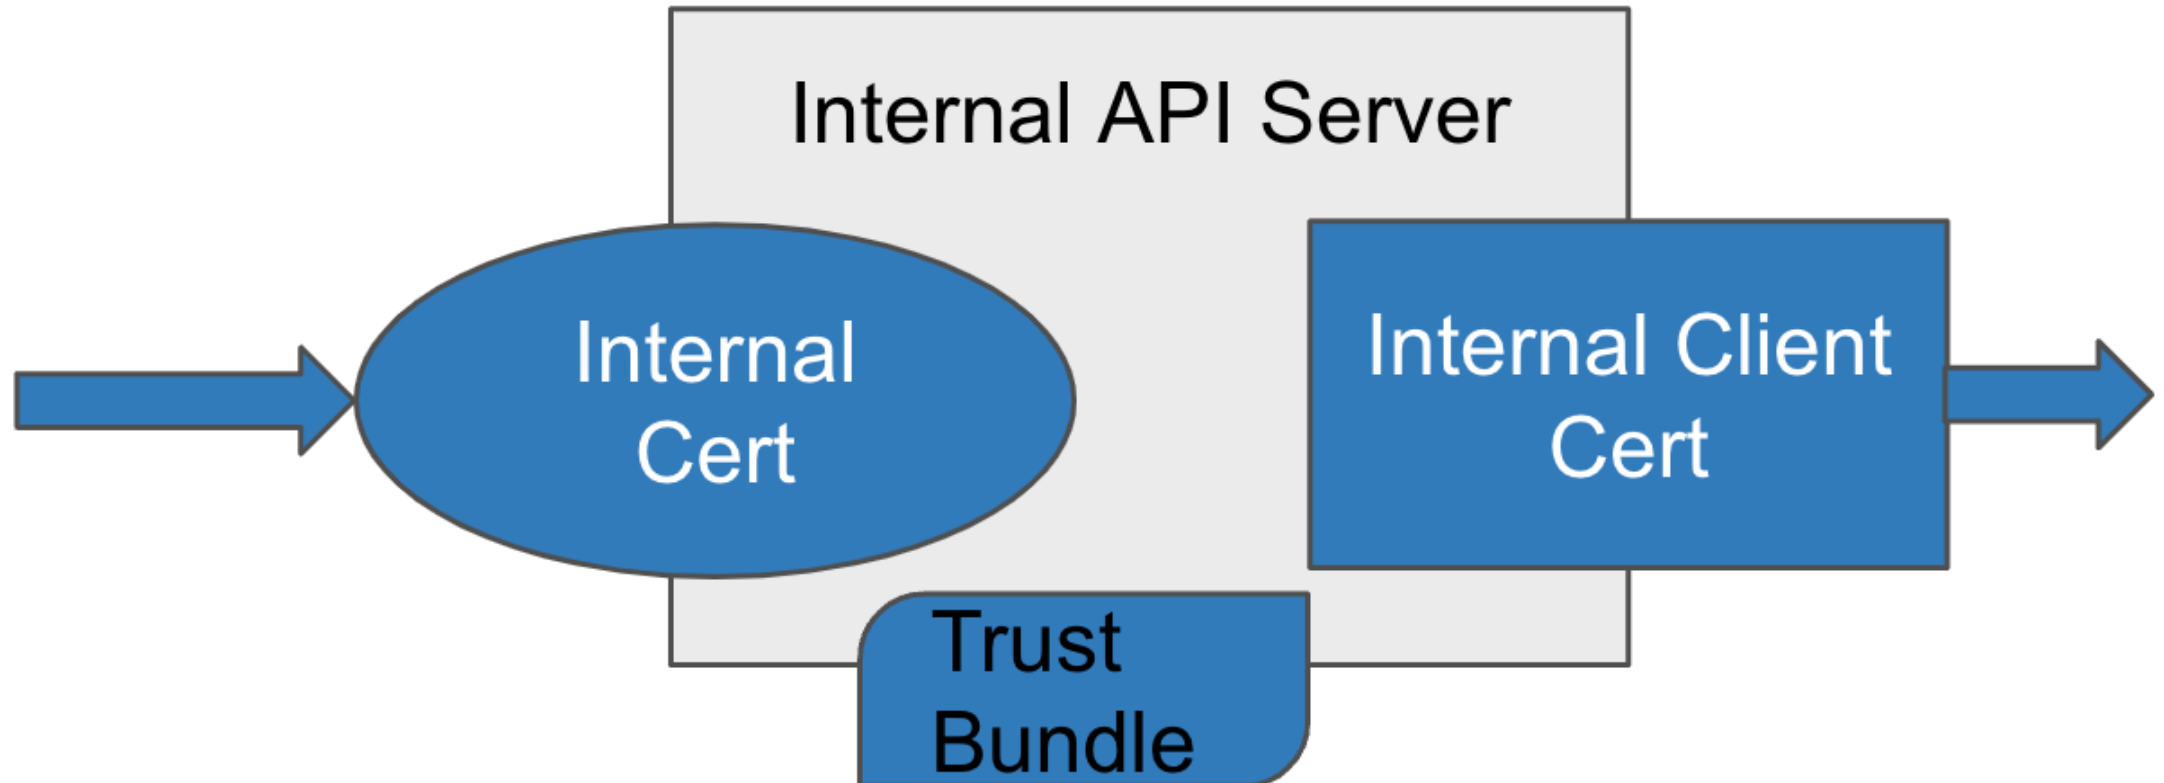 Internal API Server
Internal
Cert
Internal Client
Cert
Trust
Bundle